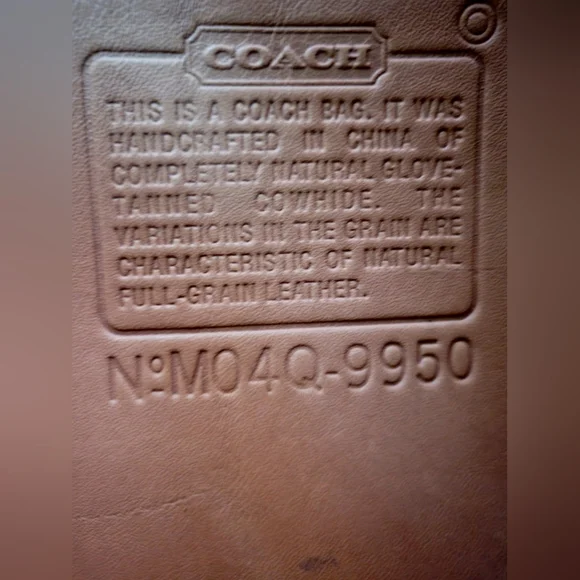 COACH
THIS IS A COACH BAG. IT WAS
HANDCRAFTED IN CHINA OF
COMPLETELY NATURAL GLOVE-
TANNED COWHIDE. THE
VARIATIONS IN THE GRAIN ARE
CHARACTERISTIC OF NATURAL
FULL-GRAIN LEATHER.
NºMO4Q-9950